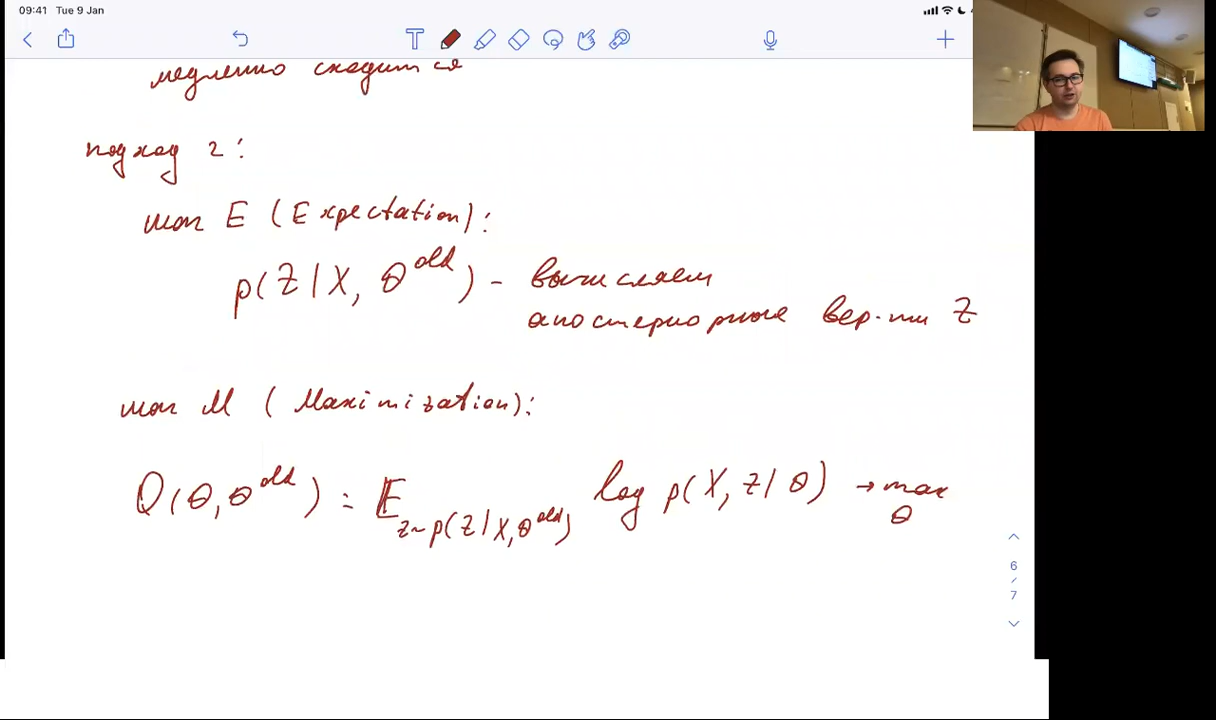 09:41 Tue 9 Jan
медленно сходится
подход 2:
шаг E (Expectation):
p(Z | X, θ^old) - вычисляем
апостериорные вер-ти Z
шаг M (Maximization):
Q(θ, θ^old) = E_{z~p(Z|X,θ^old)} log p(X, Z | θ) → max_θ
6
/
7